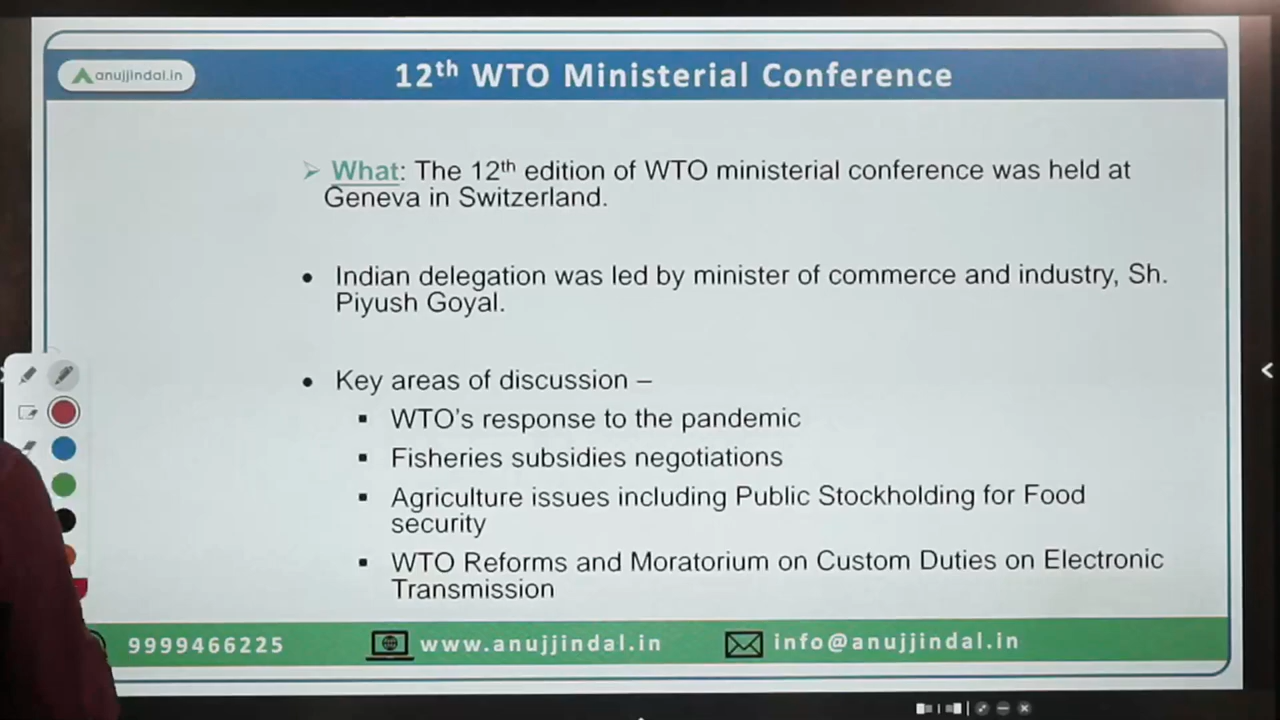 anujjindal.in
12th WTO Ministerial Conference
➢ What: The 12th edition of WTO ministerial conference was held at
Geneva in Switzerland.
• Indian delegation was led by minister of commerce and industry, Sh.
Piyush Goyal.
• Key areas of discussion –
▪ WTO's response to the pandemic
▪ Fisheries subsidies negotiations
▪ Agriculture issues including Public Stockholding for Food
security
▪ WTO Reforms and Moratorium on Custom Duties on Electronic
Transmission
9999466225 www.anujjindal.in info@anujjindal.in